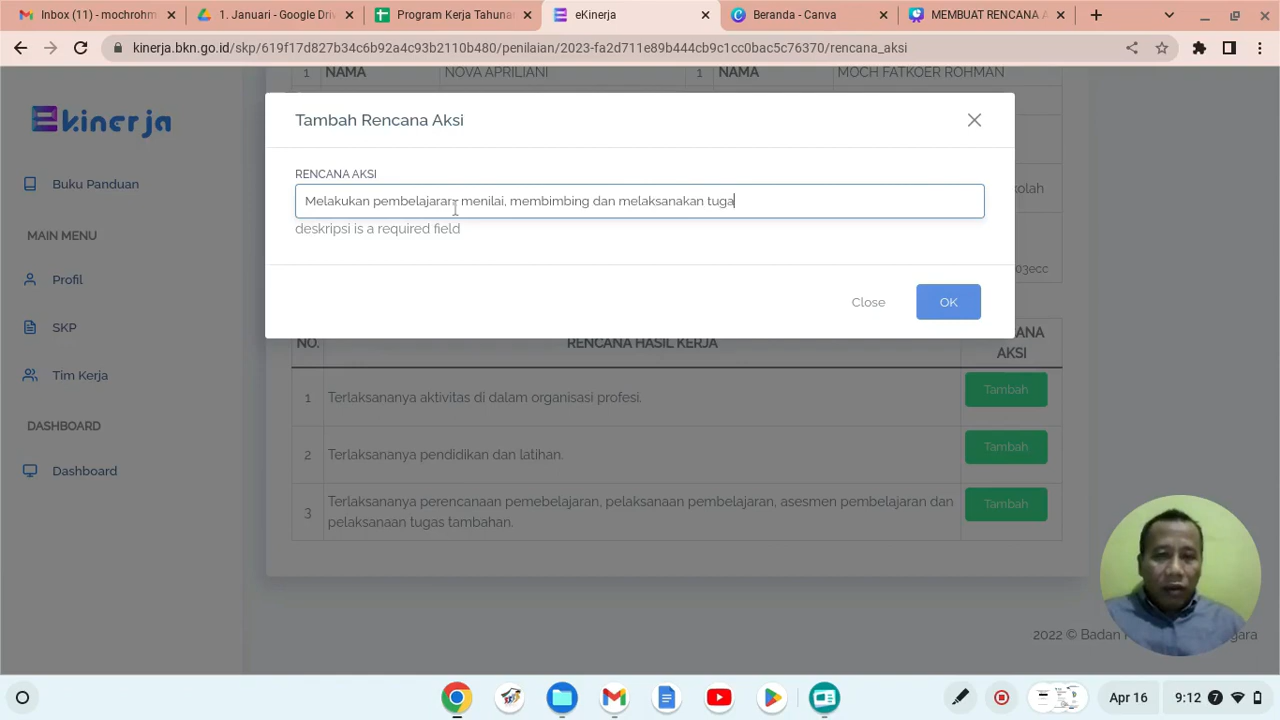 Inbox (11) - mochrohm
1. Januari - Google Driv
Program Kerja Tahuna
eKinerja
Beranda - Canva
MEMBUAT RENCANA A
kinerja.bkn.go.id/skp/619f17d827b34c6b92a4c93b2110b480/penilaian/2023-fa2d711e89b444cb9c1cc0bac5c76370/rencana_aksi
1 NAMA NOVA APRILIANI 1 NAMA MOCH FATKOER ROHMAN
Ekinerja
Tambah Rencana Aksi
RENCANA AKSI
Buku Panduan
Melakukan pembelajaran, menilai, membimbing dan melaksanakan tuga
deskripsi is a required field
MAIN MENU
Profil
03ecc
Close
OK
SKP
NO. RENCANA HASIL KERJA
AKSI
Tim Kerja
1 Terlaksananya aktivitas di dalam organisasi profesi. Tambah
DASHBOARD
2 Terlaksananya pendidikan dan latihan. Tambah
Dashboard
3 Terlaksananya perencanaan pemebelajaran, pelaksanaan pembelajaran, asesmen pembelajaran dan
pelaksanaan tugas tambahan.
Tambah
2022 © Badan
Apr 16
9:12
7